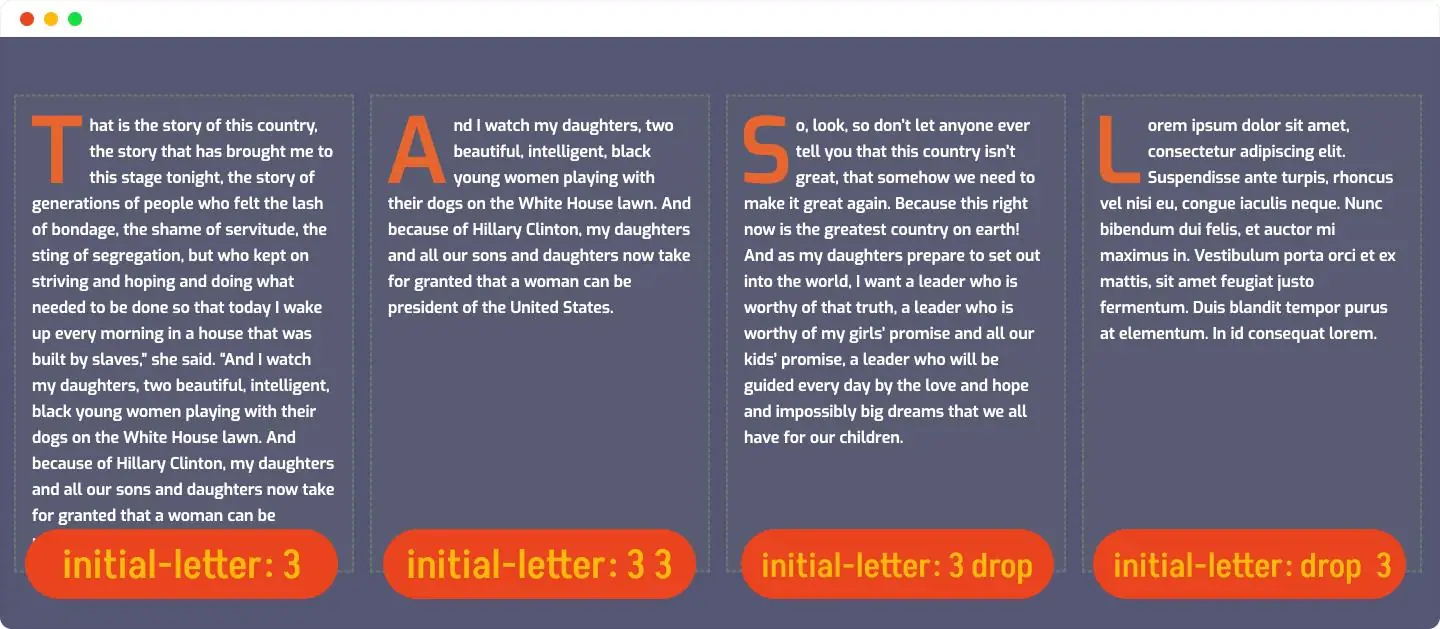 That is the story of this country,
the story that has brought me to
this stage tonight, the story of
generations of people who felt the lash
of bondage, the shame of servitude, the
sting of segregation, but who kept on
striving and hoping and doing what
needed to be done so that today I wake
up every morning in a house that was
built by slaves,” she said. “And I watch
my daughters, two beautiful, intelligent,
black young women playing with their
dogs on the White House lawn. And
because of Hillary Clinton, my daughters
and all our sons and daughters now take
for granted that a woman can be
initial-letter: 3
And I watch my daughters, two
beautiful, intelligent, black
young women playing with
their dogs on the White House lawn. And
because of Hillary Clinton, my daughters
and all our sons and daughters now take
for granted that a woman can be
president of the United States.
initial-letter: 3 3
So, look, so don’t let anyone ever
tell you that this country isn’t
great, that somehow we need to
make it great again. Because this right
now is the greatest country on earth!
And as my daughters prepare to set out
into the world, I want a leader who is
worthy of that truth, a leader who is
worthy of my girls’ promise and all our
kids’ promise, a leader who will be
guided every day by the love and hope
and impossibly big dreams that we all
have for our children.
initial-letter: 3 drop
Lorem ipsum dolor sit amet,
consectetur adipiscing elit.
Suspendisse ante turpis, rhoncus
vel nisi eu, congue iaculis neque. Nunc
bibendum dui felis, et auctor mi
maximus in. Vestibulum porta orci et ex
mattis, sit amet feugiat justo
fermentum. Duis blandit tempor purus
at elementum. In id consequat lorem.
initial-letter: drop 3